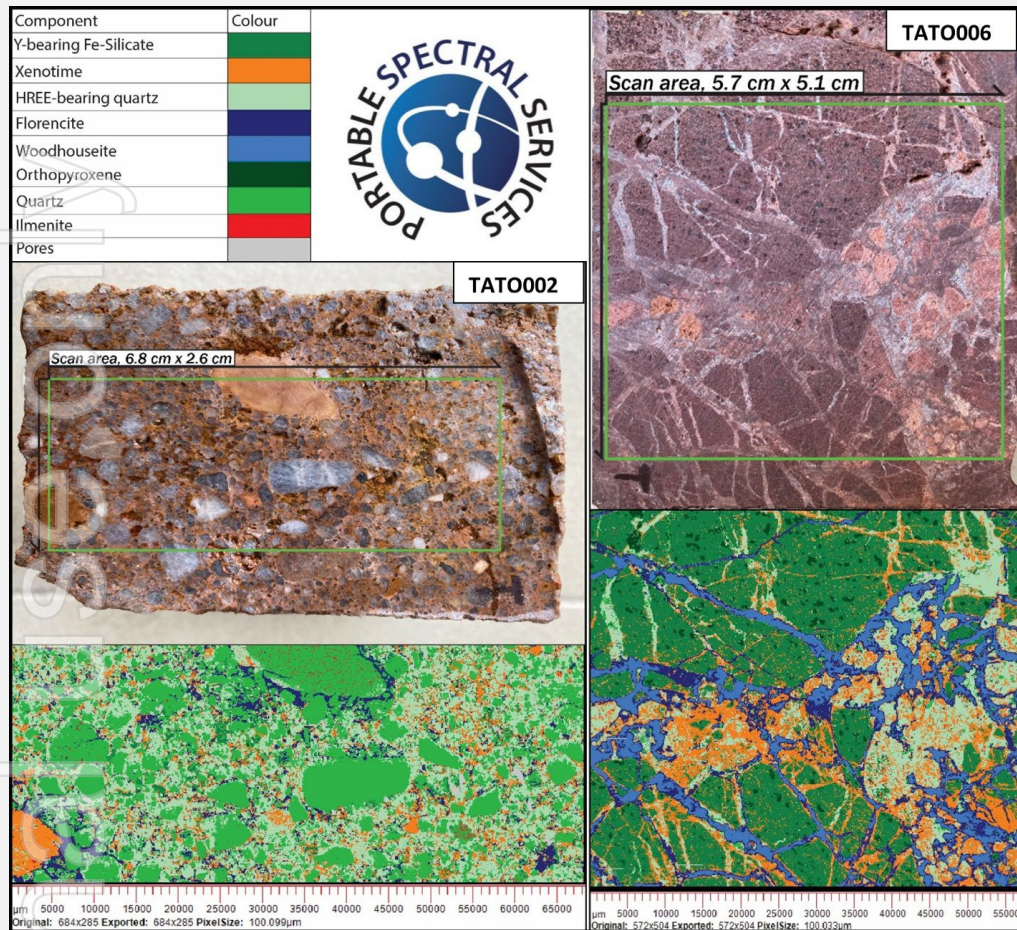 Component Colour
Y-bearing Fe-Silicate
Xenotime
HREE-bearing quartz
Florencite
Woodhouseite
Orthopyroxene
Quartz
Ilmenite
Pores
PORTABLE SPECTRAL SERVICES
TATO006
Scan area, 5.7 cm x 5.1 cm
TATO002
Scan area, 6.8 cm x 2.6 cm
µm 5000 10000 15000 20000 25000 30000 35000 40000 45000 50000 55000 60000 65000
Original: 684x285 Exported: 684x285 PixelSize: 100.099µm
µm 5000 10000 15000 20000 25000 30000 35000 40000 45000 50000 55000
Original: 572x504 Exported: 572x504 PixelSize: 100.033µm